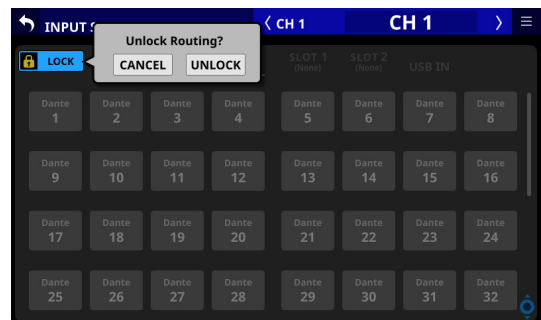 INPUT
CH 1
CH 1
Unlock Routing?
CANCEL
UNLOCK
LOCK
SLOT 1
(None)
SLOT 2
(None)
USB IN
Dante
1
Dante
2
Dante
3
Dante
4
Dante
5
Dante
6
Dante
7
Dante
8
Dante
9
Dante
10
Dante
11
Dante
12
Dante
13
Dante
14
Dante
15
Dante
16
Dante
17
Dante
18
Dante
19
Dante
20
Dante
21
Dante
22
Dante
23
Dante
24
Dante
25
Dante
26
Dante
27
Dante
28
Dante
29
Dante
30
Dante
31
Dante
32